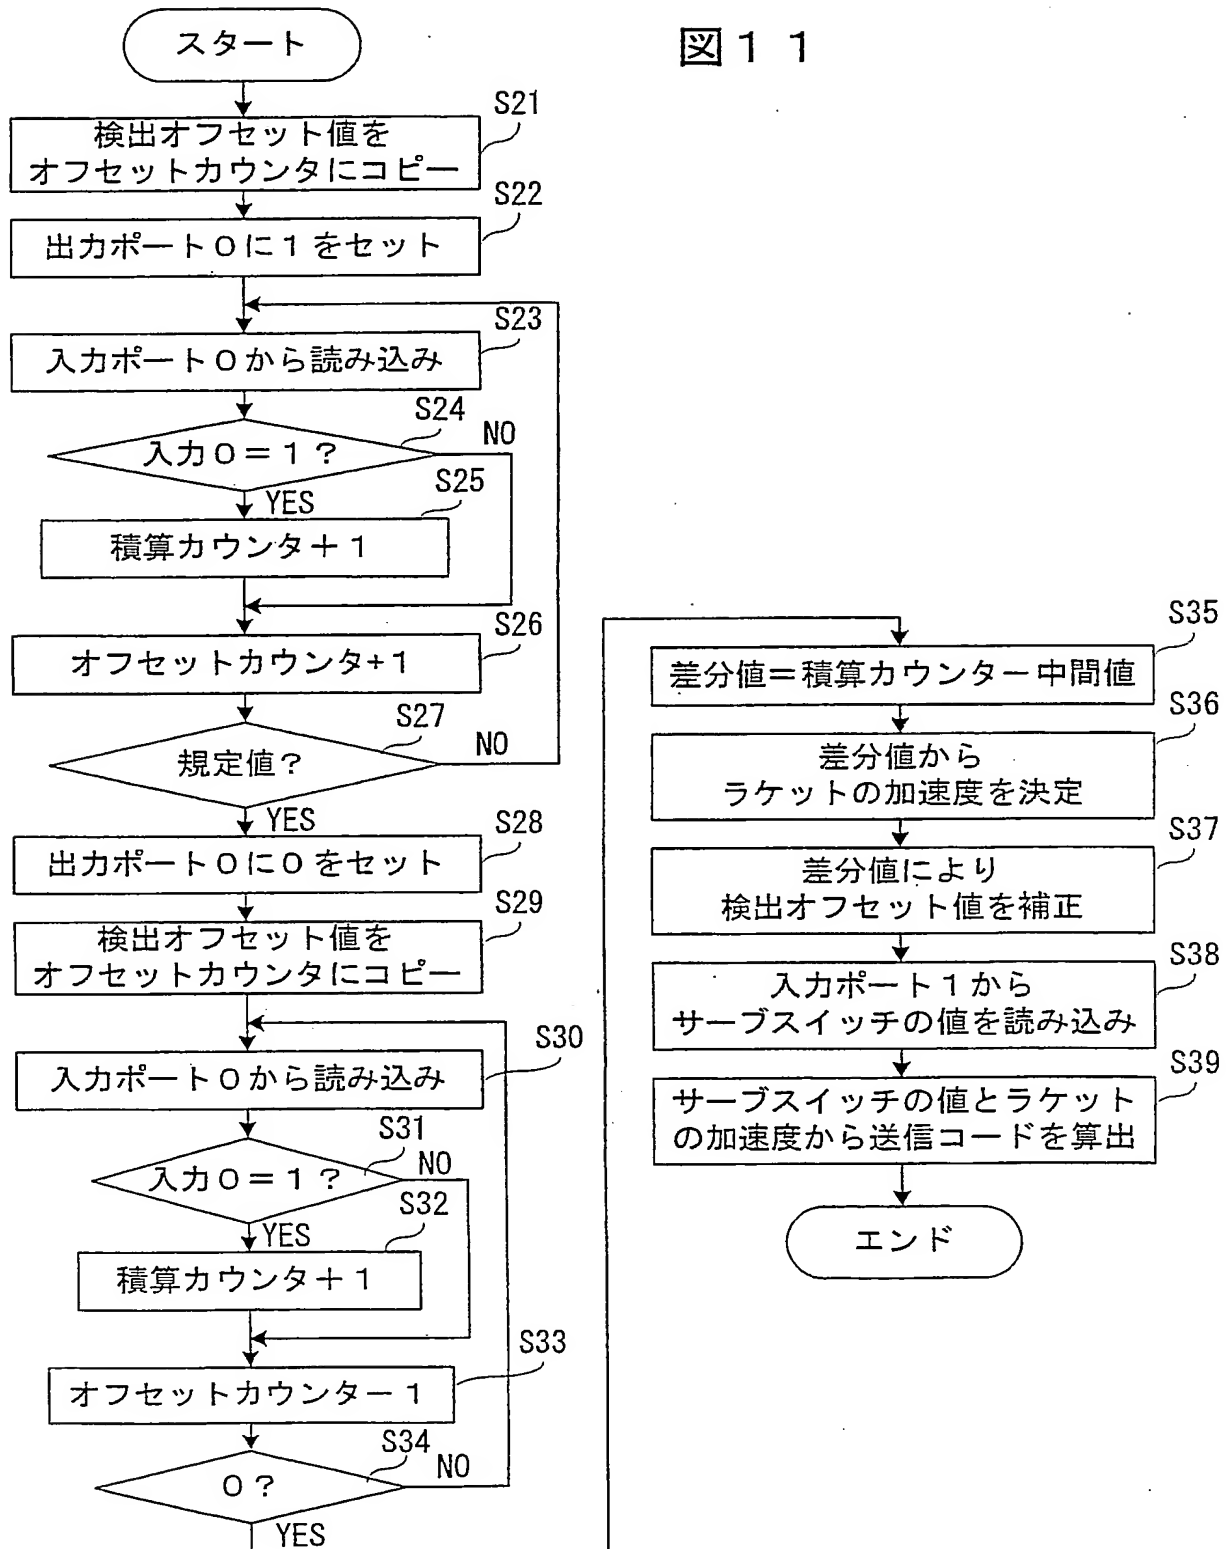 図１１
スタート
S21
検出オフセット値を
オフセットカウンタにコピー
S22
出力ポート０に１をセット
S23
入力ポート０から読み込み
S24
入力０＝１？
NO
YES
S25
積算カウンタ＋１
S26
オフセットカウンタ+1
S27
規定値？
NO
YES
S28
出力ポート０に０をセット
S29
検出オフセット値を
オフセットカウンタにコピー
S30
入力ポート０から読み込み
S31
入力０＝１？
NO
YES
S32
積算カウンタ＋１
S33
オフセットカウンタ－１
S34
０？
NO
YES
S35
差分値＝積算カウンタ－中間値
S36
差分値から
ラケットの加速度を決定
S37
差分値により
検出オフセット値を補正
S38
入力ポート１から
サーブスイッチの値を読み込み
S39
サーブスイッチの値とラケット
の加速度から送信コードを算出
エンド